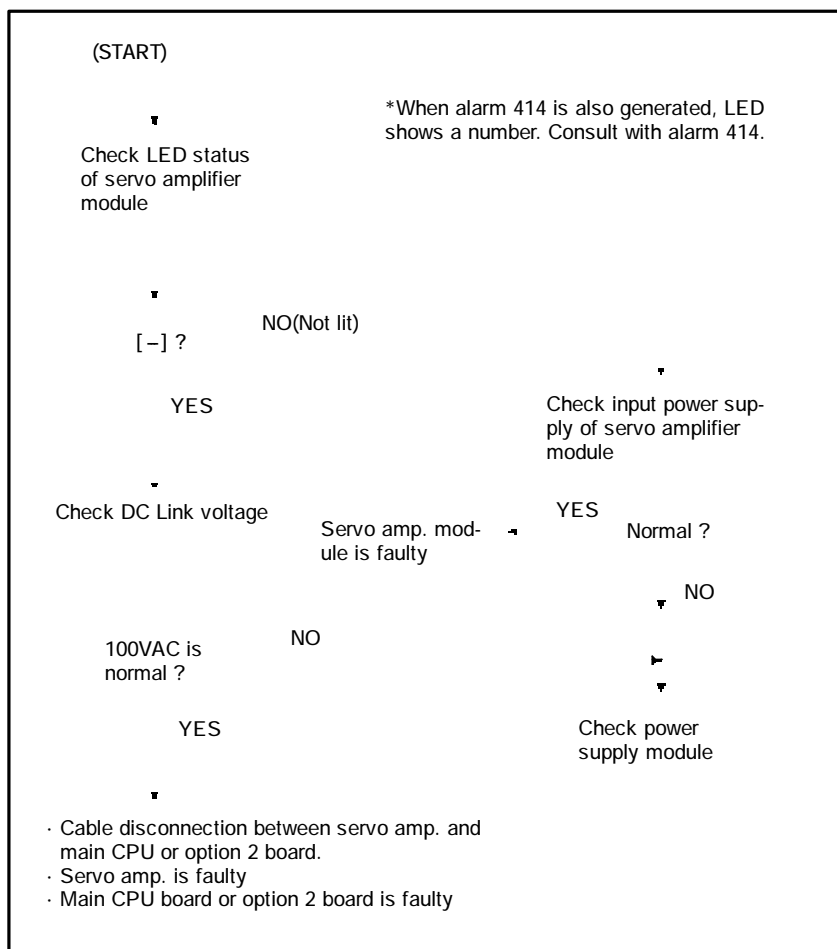 (START)
*When alarm 414 is also generated, LED
shows a number. Consult with alarm 414.
Check LED status
of servo amplifier
module
NO(Not lit)
[ – ] ?
YES
Check input power sup-
ply of servo amplifier
module
Check DC Link voltage
Servo amp. mod-
ule is faulty
YES
Normal ?
NO
100VAC is
normal ?
NO
YES
Check power
supply module
· Cable disconnection between servo amp. and
main CPU or option 2 board.
· Servo amp. is faulty
· Main CPU board or option 2 board is faulty